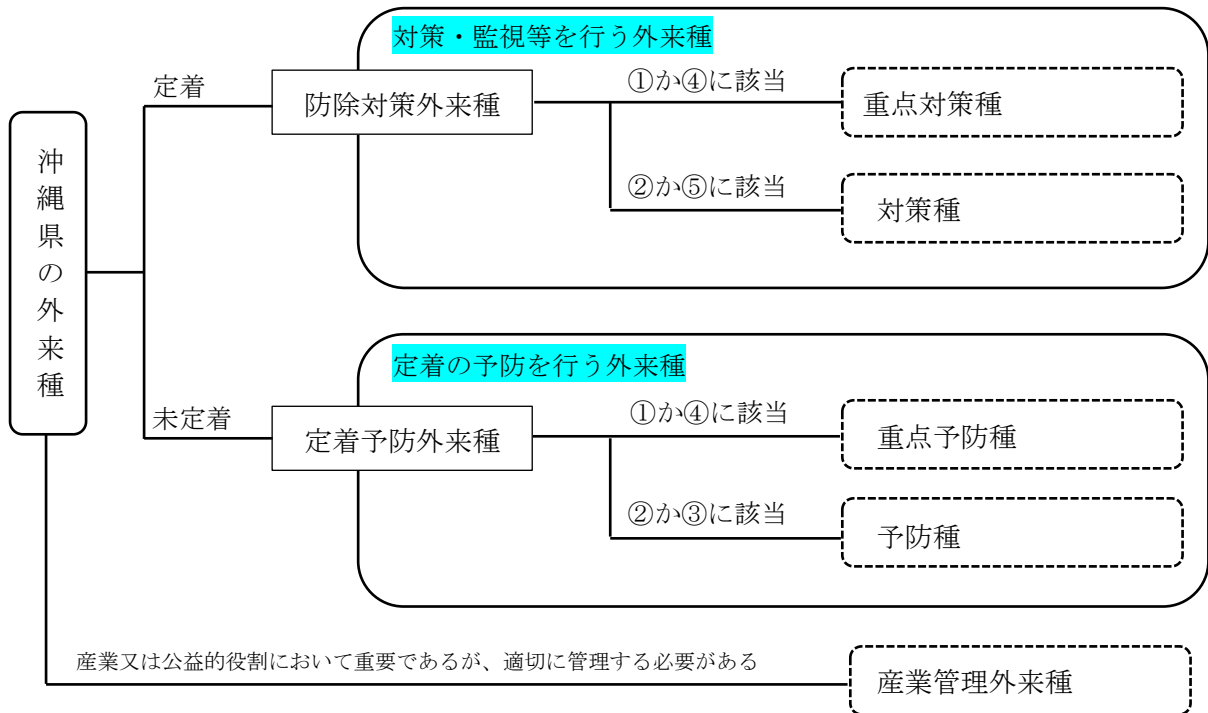 沖縄県の外来種
対策・監視等を行う外来種
定着
防除対策外来種
①か④に該当
重点対策種
②か⑤に該当
対策種
定着の予防を行う外来種
未定着
定着予防外来種
①か④に該当
重点予防種
②か③に該当
予防種
産業又は公益的役割において重要であるが、適切に管理する必要がある
産業管理外来種